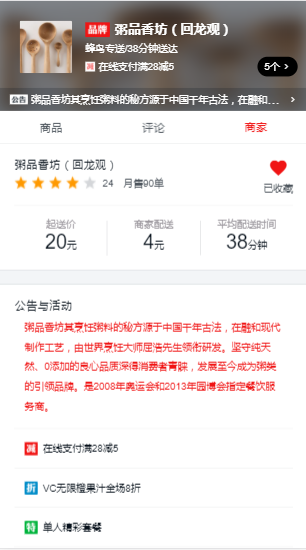 品牌 粥品香坊（回龙观）
蜂鸟专送/38分钟送达
减 在线支付满28减5
5个 >
公告 粥品香坊其烹饪粥料的秘方源于中国千年古法，在融和... >
商品 评论 商家
粥品香坊（回龙观）
24 月售90单
已收藏
起送价 商家配送 平均配送时间
20元 4元 38分钟
公告与活动
粥品香坊其烹饪粥料的秘方源于中国千年古法，在融和现代
制作工艺，由世界烹饪大师屈浩先生领衔研发。坚守纯天
然、0添加的良心品质深得消费者青睐，发展至今成为粥类
的引领品牌。是2008年奥运会和2013年园博会指定餐饮服
务商。
减 在线支付满28减5
折 VC无限橙果汁全场8折
特 单人精彩套餐